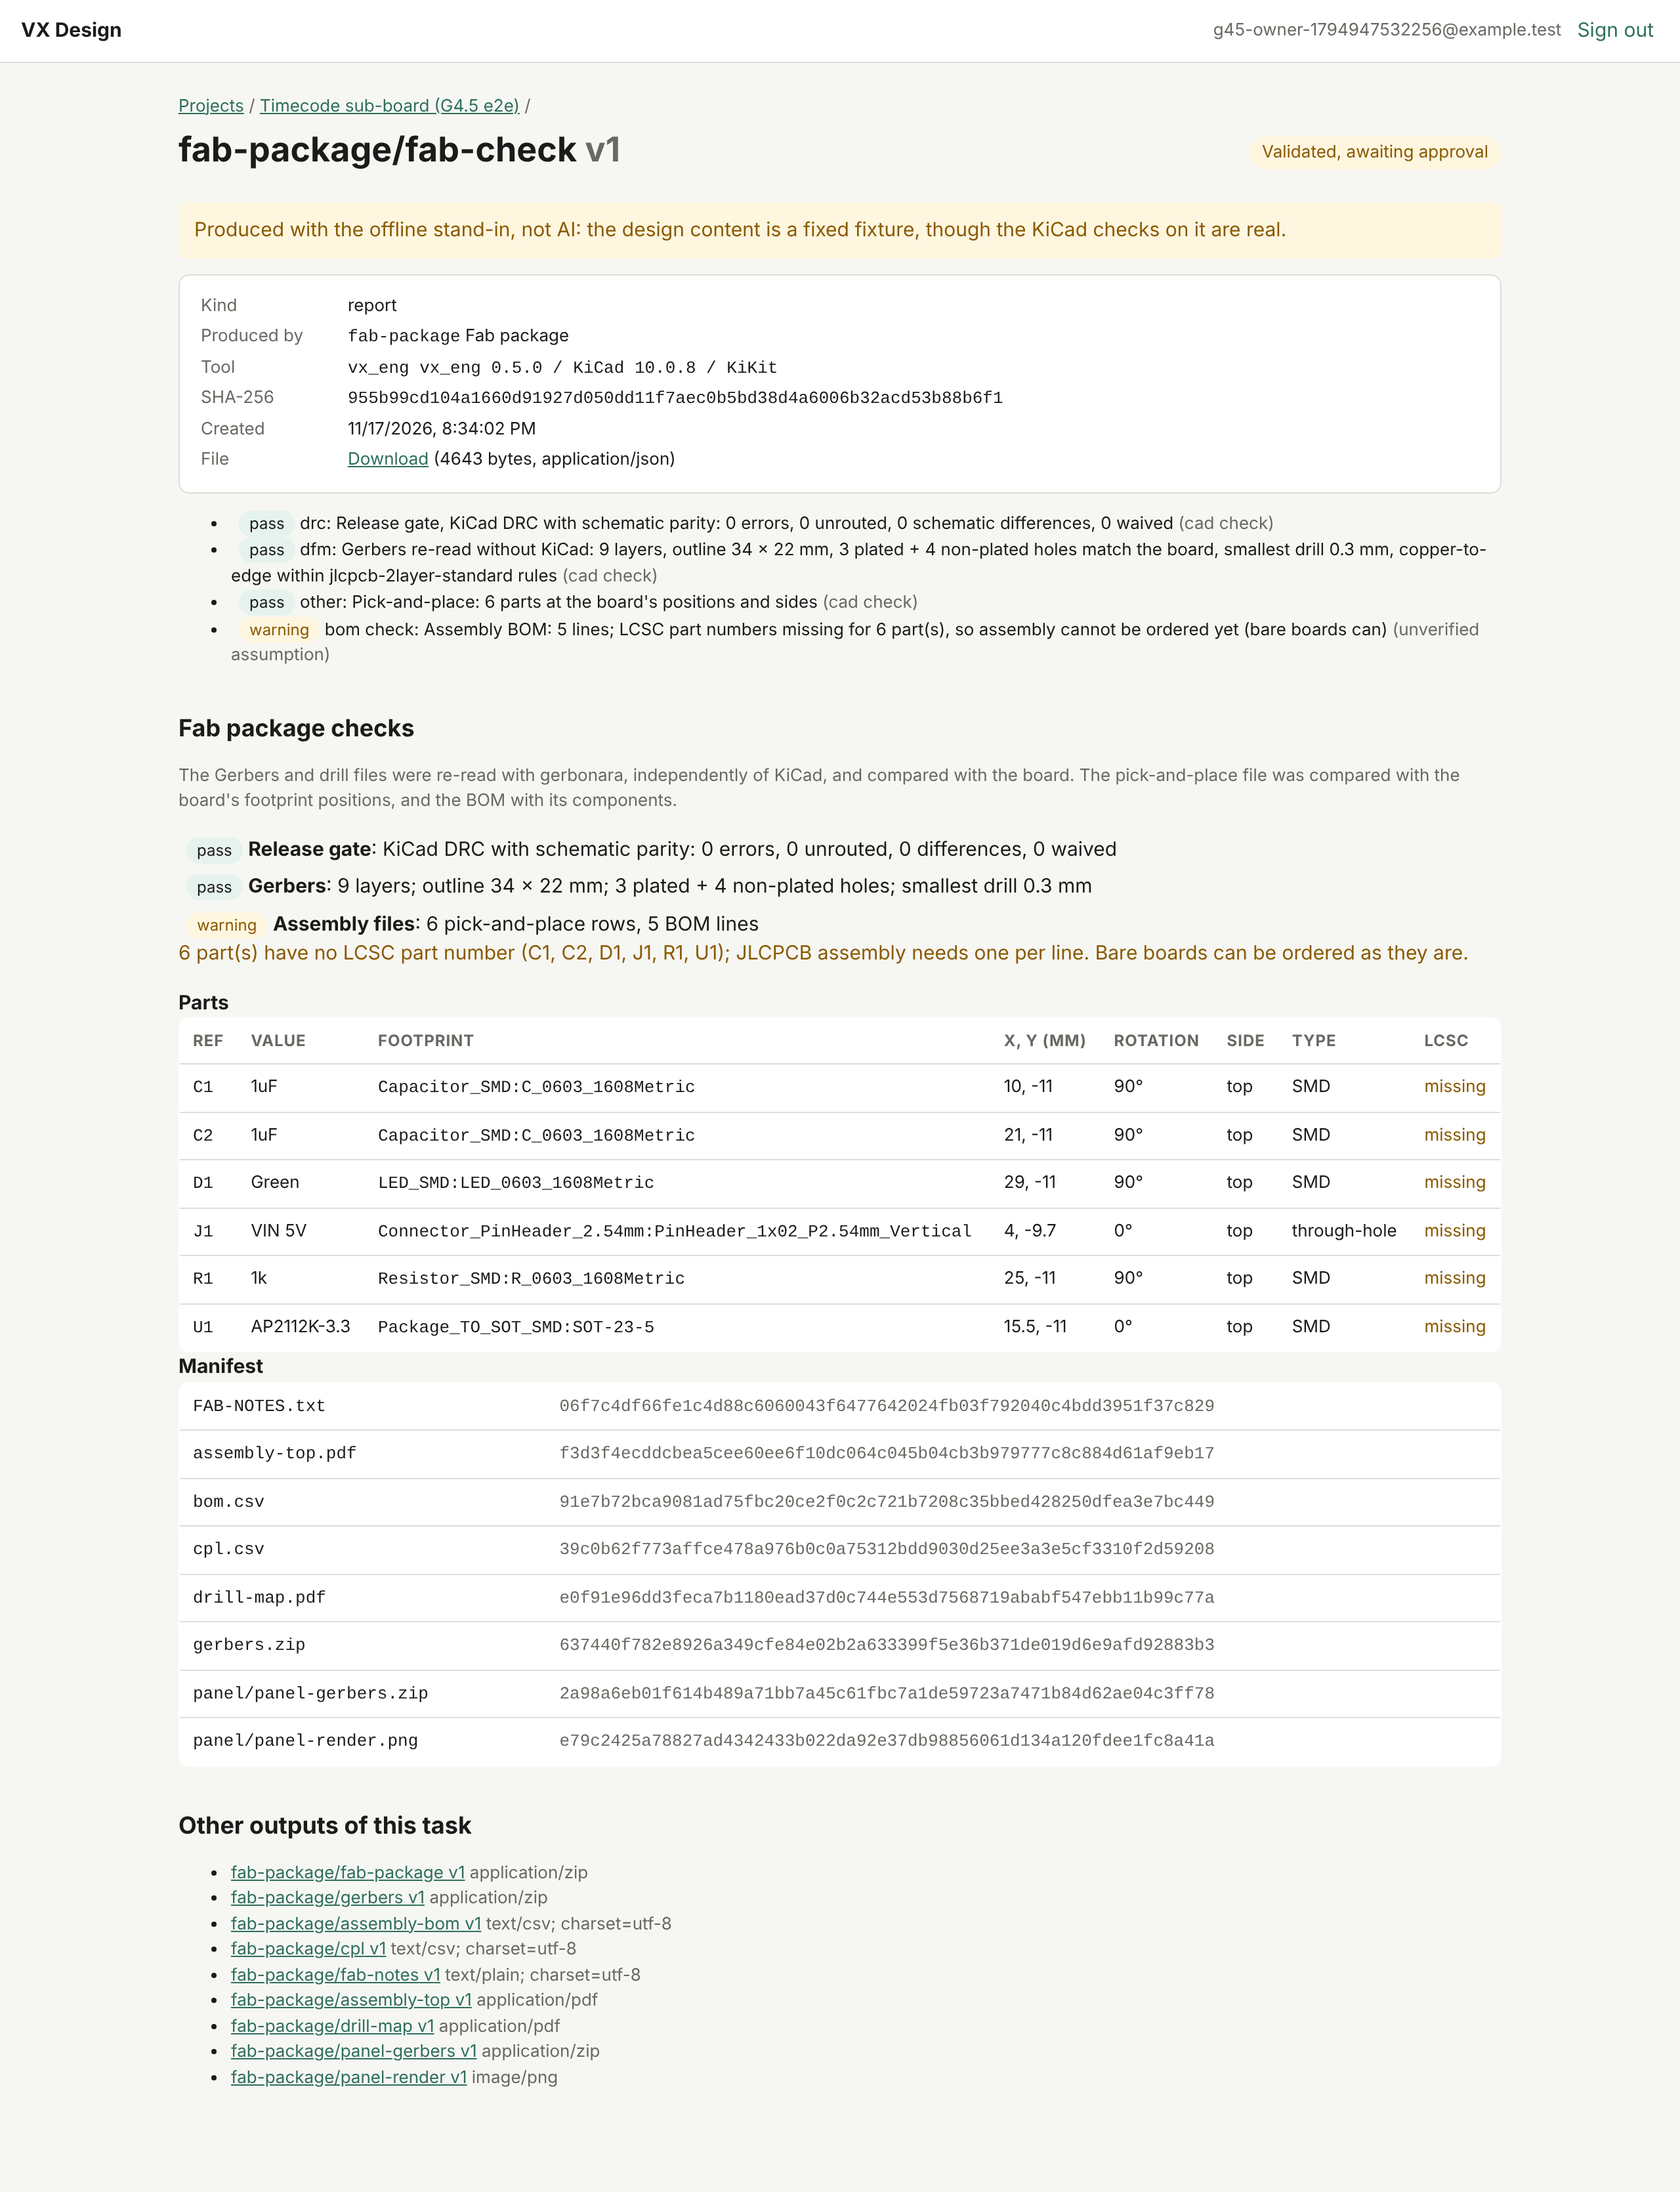 VX Design
g45-owner-1794947532256@example.test Sign out
Projects / Timecode sub-board (G4.5 e2e) /
fab-package/fab-check v1
Validated, awaiting approval
Produced with the offline stand-in, not AI: the design content is a fixed fixture, though the KiCad checks on it are real.
Kind report
Produced by fab-package Fab package
Tool vx_eng vx_eng 0.5.0 / KiCad 10.0.8 / KiKit
SHA-256 955b99cd104a1660d91927d050dd11f7aec0b5bd38d4a6006b32acd53b88b6f1
Created 11/17/2026, 8:34:02 PM
File Download (4643 bytes, application/json)
• pass drc: Release gate, KiCad DRC with schematic parity: 0 errors, 0 unrouted, 0 schematic differences, 0 waived (cad check)
• pass dfm: Gerbers re-read without KiCad: 9 layers, outline 34 × 22 mm, 3 plated + 4 non-plated holes match the board, smallest drill 0.3 mm, copper-to-
edge within jlcpcb-2layer-standard rules (cad check)
• pass other: Pick-and-place: 6 parts at the board's positions and sides (cad check)
• warning bom check: Assembly BOM: 5 lines; LCSC part numbers missing for 6 part(s), so assembly cannot be ordered yet (bare boards can) (unverified
assumption)
Fab package checks
The Gerbers and drill files were re-read with gerbonara, independently of KiCad, and compared with the board. The pick-and-place file was compared with the
board's footprint positions, and the BOM with its components.
pass Release gate: KiCad DRC with schematic parity: 0 errors, 0 unrouted, 0 differences, 0 waived
pass Gerbers: 9 layers; outline 34 × 22 mm; 3 plated + 4 non-plated holes; smallest drill 0.3 mm
warning Assembly files: 6 pick-and-place rows, 5 BOM lines
6 part(s) have no LCSC part number (C1, C2, D1, J1, R1, U1); JLCPCB assembly needs one per line. Bare boards can be ordered as they are.
Parts
REF VALUE FOOTPRINT X, Y (MM) ROTATION SIDE TYPE LCSC
C1 1uF Capacitor_SMD:C_0603_1608Metric 10, -11 90° top SMD missing
C2 1uF Capacitor_SMD:C_0603_1608Metric 21, -11 90° top SMD missing
D1 Green LED_SMD:LED_0603_1608Metric 29, -11 90° top SMD missing
J1 VIN 5V Connector_PinHeader_2.54mm:PinHeader_1x02_P2.54mm_Vertical 4, -9.7 0° top through-hole missing
R1 1k Resistor_SMD:R_0603_1608Metric 25, -11 90° top SMD missing
U1 AP2112K-3.3 Package_TO_SOT_SMD:SOT-23-5 15.5, -11 0° top SMD missing
Manifest
FAB-NOTES.txt 06f7c4df66fe1c4d88c6060043f6477642024fb03f792040c4bdd3951f37c829
assembly-top.pdf f3d3f4ecddcbea5cee60ee6f10dc064c045b04cb3b979777c8c884d61af9eb17
bom.csv 91e7b72bca9081ad75fbc20ce2f0c2c721b7208c35bbed428250dfea3e7bc449
cpl.csv 39c0b62f773affce478a976b0c0a75312bdd9030d25ee3a3e5cf3310f2d59208
drill-map.pdf e0f91e96dd3feca7b1180ead37d0c744e553d7568719ababf547ebb11b99c77a
gerbers.zip 637440f782e8926a349cfe84e02b2a633399f5e36b371de019d6e9afd92883b3
panel/panel-gerbers.zip 2a98a6eb01f614b489a71bb7a45c61fbc7a1de59723a7471b84d62ae04c3ff78
panel/panel-render.png e79c2425a78827ad4342433b022da92e37db98856061d134a120fdee1fc8a41a
Other outputs of this task
• fab-package/fab-package v1 application/zip
• fab-package/gerbers v1 application/zip
• fab-package/assembly-bom v1 text/csv; charset=utf-8
• fab-package/cpl v1 text/csv; charset=utf-8
• fab-package/fab-notes v1 text/plain; charset=utf-8
• fab-package/assembly-top v1 application/pdf
• fab-package/drill-map v1 application/pdf
• fab-package/panel-gerbers v1 application/zip
• fab-package/panel-render v1 image/png